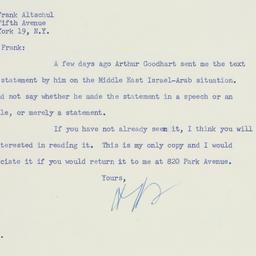 Frank Altschul
Fifth Avenue
York 19, N.Y.
Frank:
A few days ago Arthur Goodhart sent me the text
statement by him on the Middle East Israel-Arab situation.
d not say whether he made the statement in a speech or an
le, or merely a statement.
If you have not already seen it, I think you will
terested in reading it. This is my only copy and I would
ciate it if you would return it to me at 820 Park Avenue.
Yours,